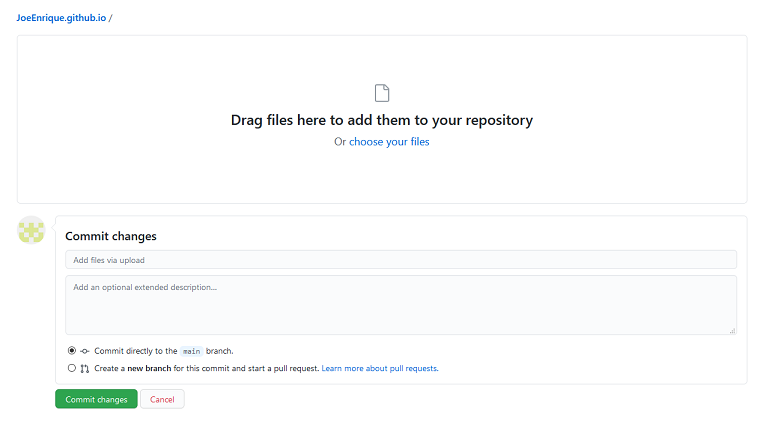 JoeEnrique.github.io /
Drag files here to add them to your repository
Or choose your files
Commit changes
Add files via upload
Add an optional extended description...
Commit directly to the main branch.
Create a new branch for this commit and start a pull request. Learn more about pull requests.
Commit changes Cancel